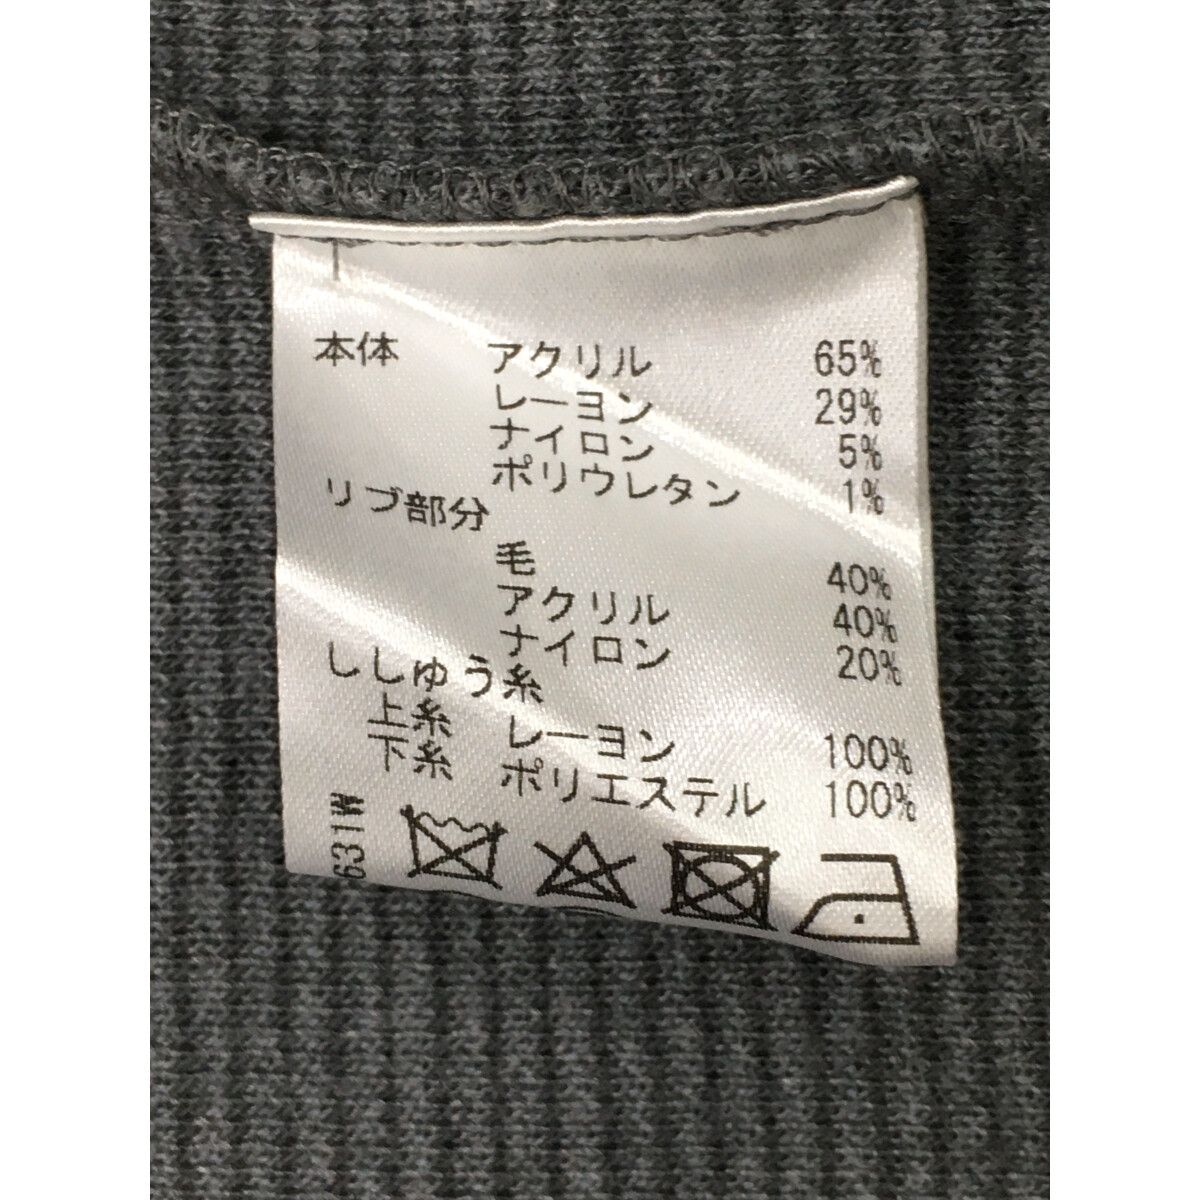 本体 アクリル 65%
レーヨン 29%
ナイロン 5%
ポリウレタン 1%
リブ部分
毛 40%
アクリル 40%
ナイロン 20%
ししゅう糸
上糸 レーヨン 100%
下糸 ポリエステル 100%
631W